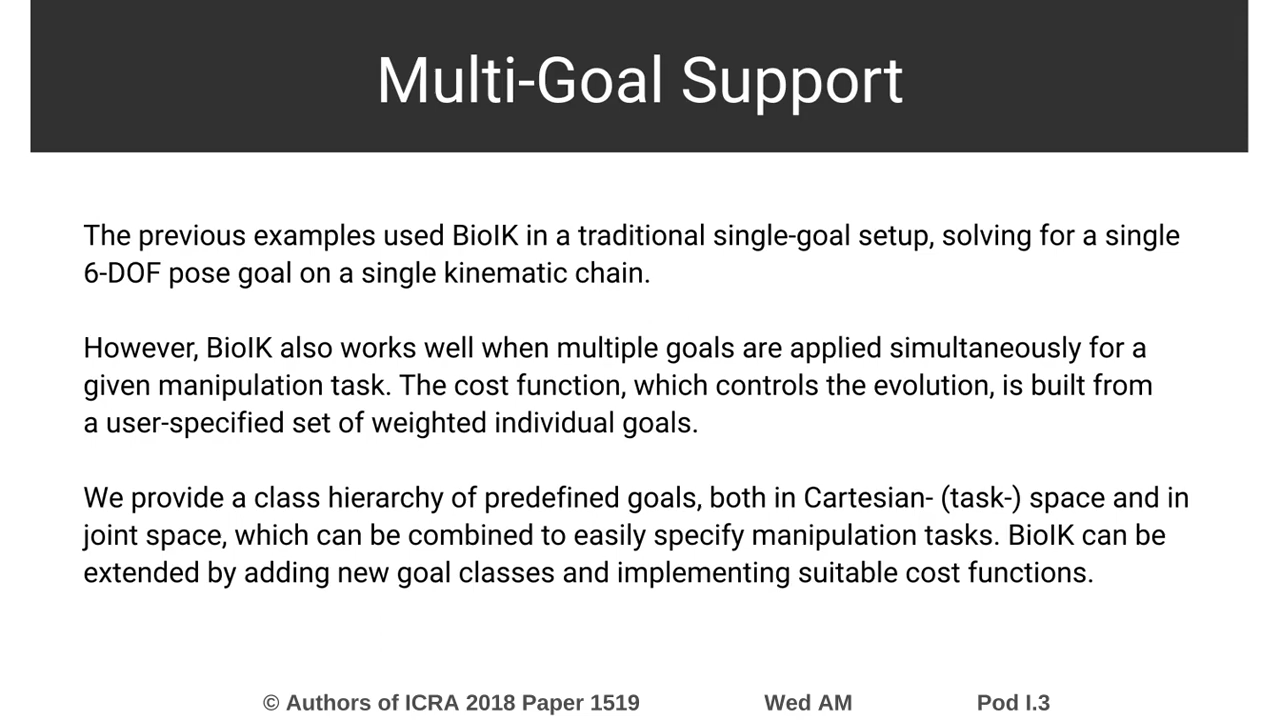 Multi-Goal Support
The previous examples used BioIK in a traditional single-goal setup, solving for a single
6-DOF pose goal on a single kinematic chain.
However, BioIK also works well when multiple goals are applied simultaneously for a
given manipulation task. The cost function, which controls the evolution, is built from
a user-specified set of weighted individual goals.
We provide a class hierarchy of predefined goals, both in Cartesian- (task-) space and in
joint space, which can be combined to easily specify manipulation tasks. BioIK can be
extended by adding new goal classes and implementing suitable cost functions.
© Authors of ICRA 2018 Paper 1519 Wed AM Pod I.3